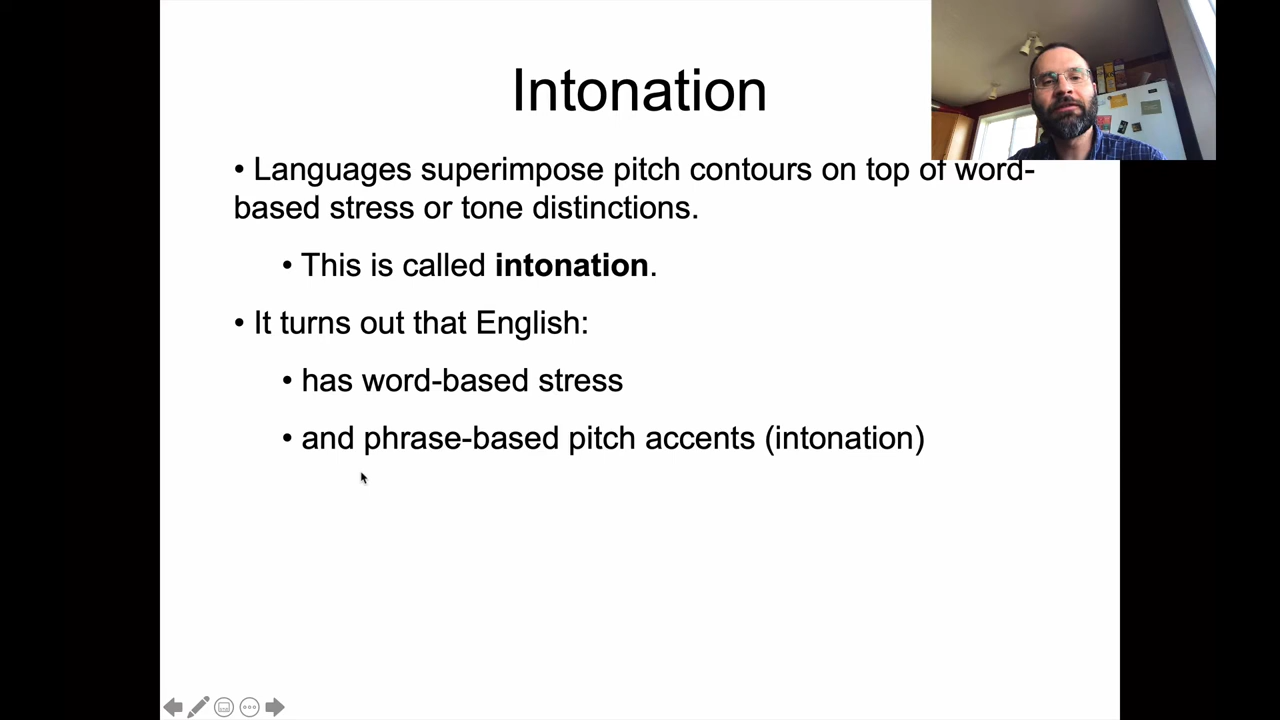 Intonation
• Languages superimpose pitch contours on top of word-
based stress or tone distinctions.
• This is called intonation.
• It turns out that English:
• has word-based stress
• and phrase-based pitch accents (intonation)